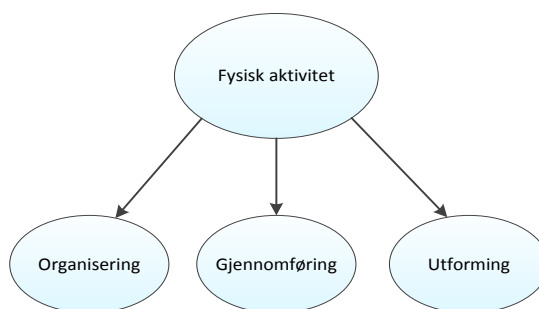 Fysisk aktivitet
Organisering
Gjennomføring
Utforming